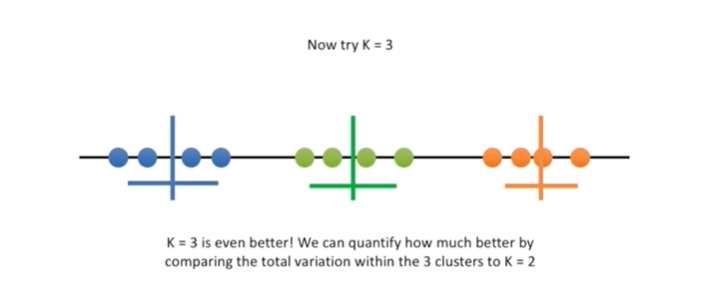 Now try K = 3
K = 3 is even better! We can quantify how much better by
comparing the total variation within the 3 clusters to K = 2